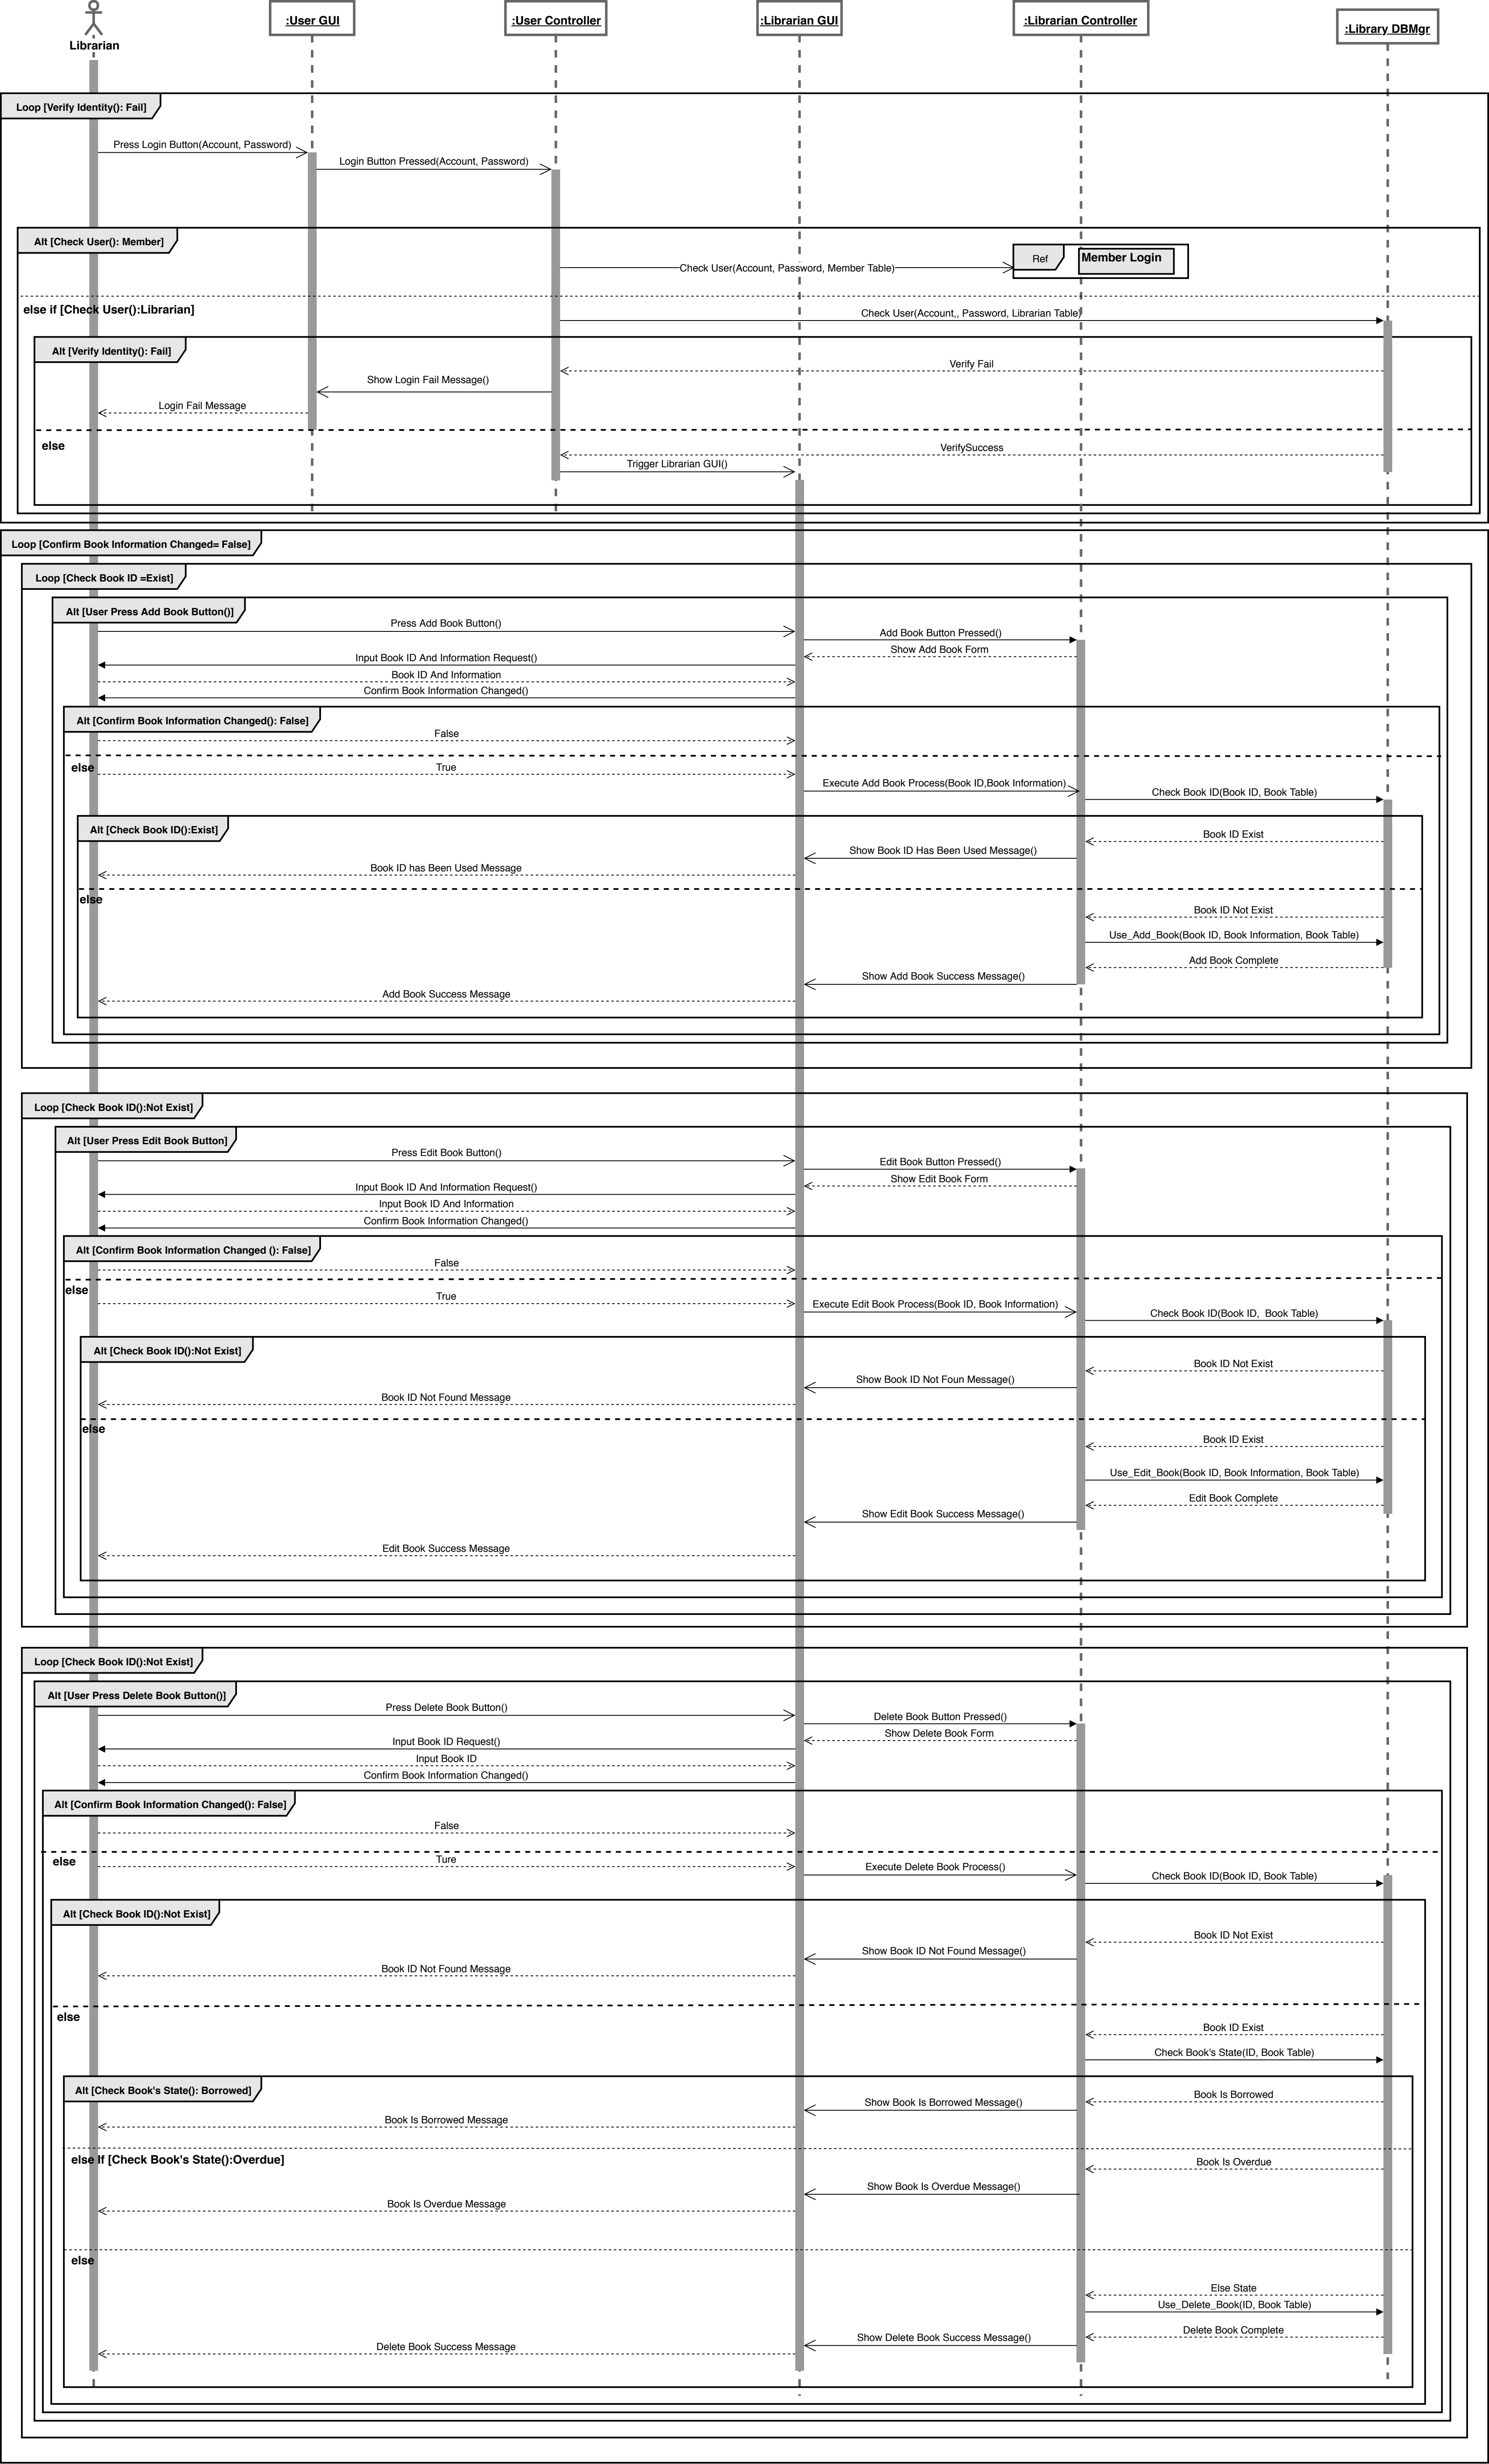 Librarian
:User GUI
:User Controller
:Librarian GUI
:Librarian Controller
:Library DBMgr
Loop [Verify Identity(): Fail]
Press Login Button(Account, Password)
Login Button Pressed(Account, Password)
Alt [Check User(): Member]
Check User(Account, Password, Member Table)
Ref
Member Login
else if [Check User():Librarian]
Check User(Account,, Password, Librarian Table)
Alt [Verify Identity(): Fail]
Verify Fail
Show Login Fail Message()
Login Fail Message
else
VerifySuccess
Trigger Librarian GUI()
Loop [Confirm Book Information Changed= False]
Loop [Check Book ID =Exist]
Alt [User Press Add Book Button()]
Press Add Book Button()
Add Book Button Pressed()
Show Add Book Form
Input Book ID And Information Request()
Book ID And Information
Confirm Book Information Changed()
Alt [Confirm Book Information Changed(): False]
False
else
True
Execute Add Book Process(Book ID,Book Information)
Check Book ID(Book ID, Book Table)
Alt [Check Book ID():Exist]
Book ID Exist
Show Book ID Has Been Used Message()
Book ID has Been Used Message
else
Book ID Not Exist
Use_Add_Book(Book ID, Book Information, Book Table)
Add Book Complete
Show Add Book Success Message()
Add Book Success Message
Loop [Check Book ID():Not Exist]
Alt [User Press Edit Book Button]
Press Edit Book Button()
Edit Book Button Pressed()
Show Edit Book Form
Input Book ID And Information Request()
Input Book ID And Information
Confirm Book Information Changed()
Alt [Confirm Book Information Changed (): False]
False
else
True
Execute Edit Book Process(Book ID, Book Information)
Check Book ID(Book ID,  Book Table)
Alt [Check Book ID():Not Exist]
Book ID Not Exist
Show Book ID Not Foun Message()
Book ID Not Found Message
else
Book ID Exist
Use_Edit_Book(Book ID, Book Information, Book Table)
Edit Book Complete
Show Edit Book Success Message()
Edit Book Success Message
Loop [Check Book ID():Not Exist]
Alt [User Press Delete Book Button()]
Press Delete Book Button()
Delete Book Button Pressed()
Show Delete Book Form
Input Book ID Request()
Input Book ID
Confirm Book Information Changed()
Alt [Confirm Book Information Changed(): False]
False
else
Ture
Execute Delete Book Process()
Check Book ID(Book ID, Book Table)
Alt [Check Book ID():Not Exist]
Book ID Not Exist
Show Book ID Not Found Message()
Book ID Not Found Message
else
Book ID Exist
Check Book's State(ID, Book Table)
Alt [Check Book's State(): Borrowed]
Book Is Borrowed
Show Book Is Borrowed Message()
Book Is Borrowed Message
else If [Check Book's State():Overdue]
Book Is Overdue
Show Book Is Overdue Message()
Book Is Overdue Message
else
Else State
Use_Delete_Book(ID, Book Table)
Delete Book Complete
Show Delete Book Success Message()
Delete Book Success Message